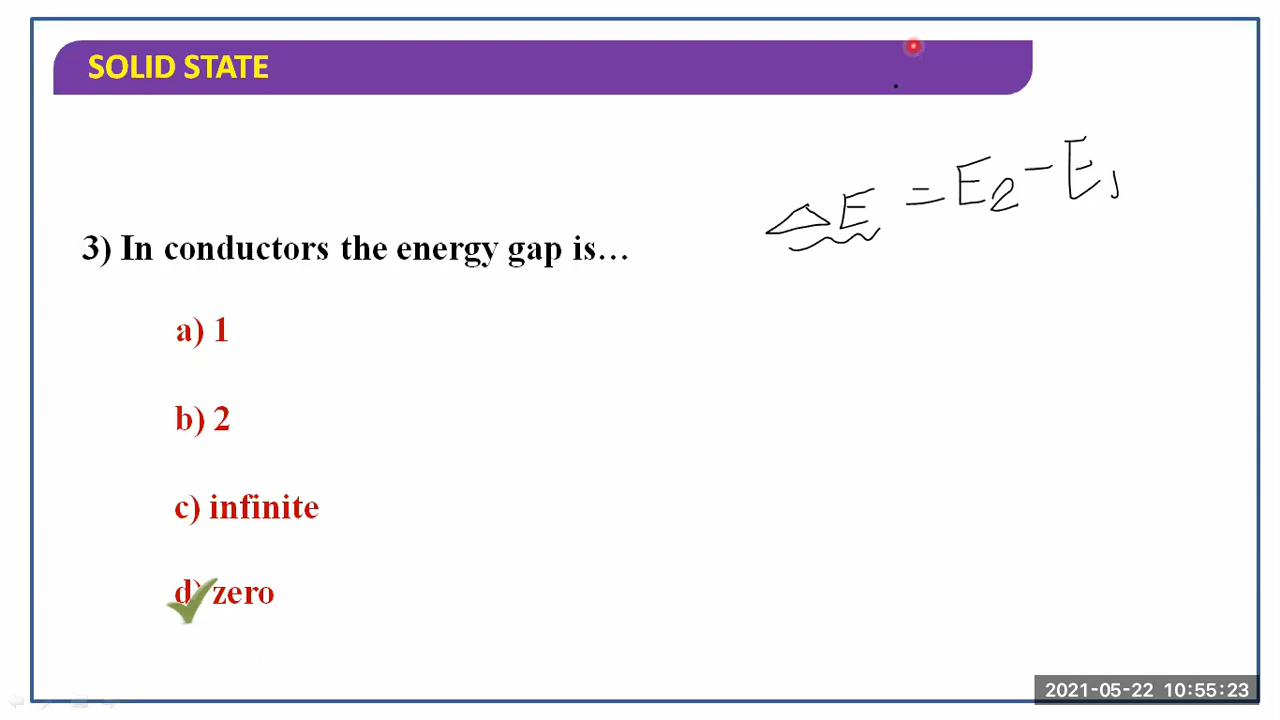 SOLID STATE
△E = E2 - E1
3) In conductors the energy gap is...
a) 1
b) 2
c) infinite
d) zero
2021-05-22 10:55:23